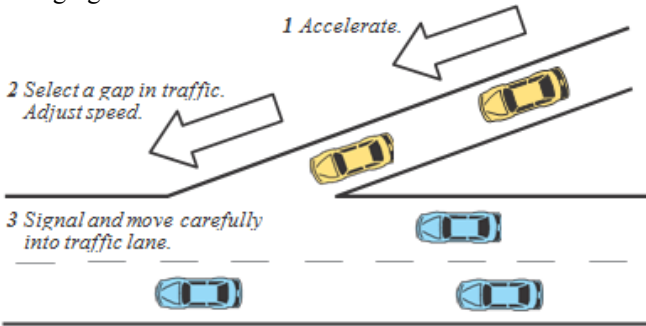 1 Accelerate.
2 Select a gap in traffic.
Adjust speed.
3 Signal and move carefully
into traffic lane.